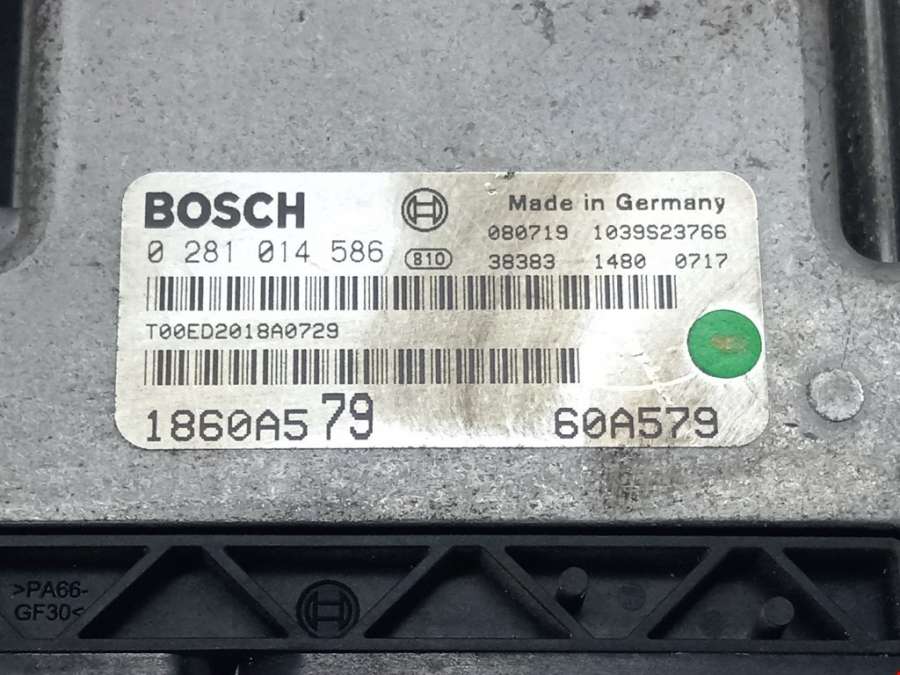 BOSCH
Made in Germany
0 281 014 586
810
080719 1039S23766
38383 1480 0717
T00ED2018A0729
1860A579
60A579
>PA66-
GF30<